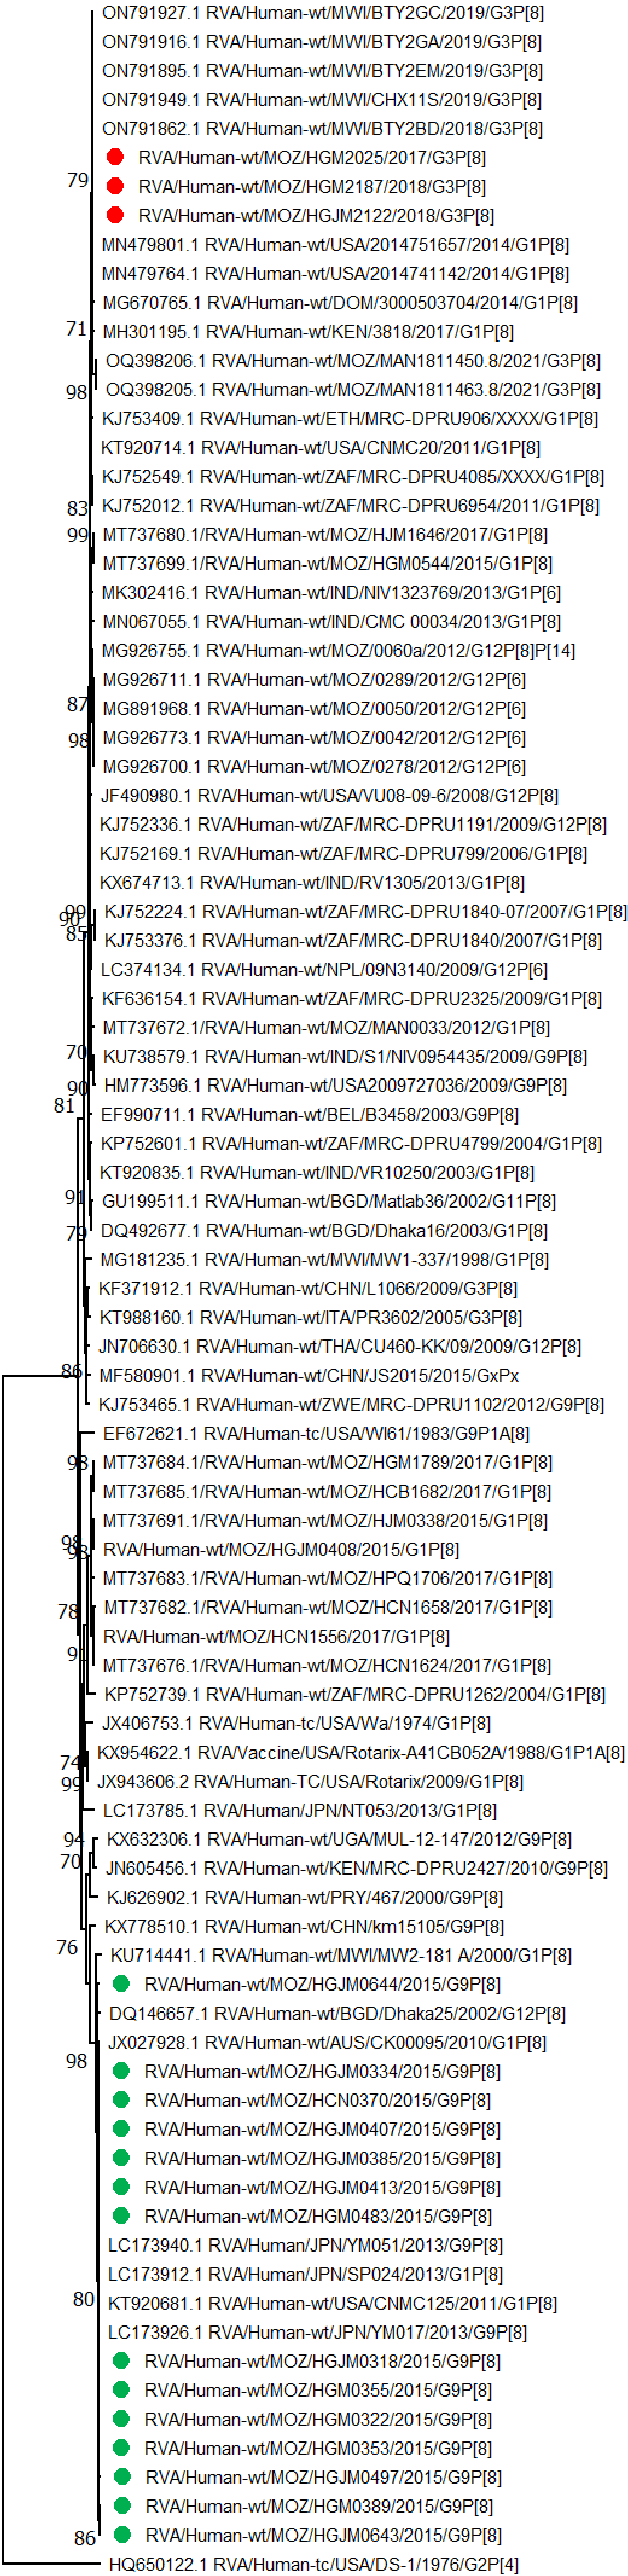 ON791927.1 RVA/Human-wt/MWI/BTY2GC/2019/G3P[8]
ON791916.1 RVA/Human-wt/MWI/BTY2GA/2019/G3P[8]
ON791895.1 RVA/Human-wt/MWI/BTY2EM/2019/G3P[8]
ON791949.1 RVA/Human-wt/MWI/CHX11S/2019/G3P[8]
ON791862.1 RVA/Human-wt/MWI/BTY2BD/2018/G3P[8]
RVA/Human-wt/MOZ/HGM2025/2017/G3P[8]
79
RVA/Human-wt/MOZ/HGM2187/2018/G3P[8]
RVA/Human-wt/MOZ/HGJM2122/2018/G3P[8]
MN479801.1 RVA/Human-wt/USA/2014751657/2014/G1P[8]
MN479764.1 RVA/Human-wt/USA/2014741142/2014/G1P[8]
MG670765.1 RVA/Human-wt/DOM/3000503704/2014/G1P[8]
71
MH301195.1 RVA/Human-wt/KEN/3818/2017/G1P[8]
OQ398206.1 RVA/Human-wt/MOZ/MAN1811450.8/2021/G3P[8]
98
OQ398205.1 RVA/Human-wt/MOZ/MAN1811463.8/2021/G3P[8]
KJ753409.1 RVA/Human-wt/ETH/MRC-DPRU906/XXXX/G1P[8]
KT920714.1 RVA/Human-wt/USA/CNMC20/2011/G1P[8]
KJ752549.1 RVA/Human-wt/ZAF/MRC-DPRU4085/XXXX/G1P[8]
83
KJ752012.1 RVA/Human-wt/ZAF/MRC-DPRU6954/2011/G1P[8]
99
MT737680.1/RVA/Human-wt/MOZ/HJM1646/2017/G1P[8]
MT737699.1/RVA/Human-wt/MOZ/HGM0544/2015/G1P[8]
MK302416.1 RVA/Human-wt/IND/NIV1323769/2013/G1P[6]
MN067055.1 RVA/Human-wt/IND/CMC 00034/2013/G1P[8]
MG926755.1 RVA/Human-wt/MOZ/0060a/2012/G12P[8]P[14]
MG926711.1 RVA/Human-wt/MOZ/0289/2012/G12P[6]
87
MG891968.1 RVA/Human-wt/MOZ/0050/2012/G12P[6]
98
MG926773.1 RVA/Human-wt/MOZ/0042/2012/G12P[6]
MG926700.1 RVA/Human-wt/MOZ/0278/2012/G12P[6]
JF490980.1 RVA/Human-wt/USA/VU08-09-6/2008/G12P[8]
KJ752336.1 RVA/Human-wt/ZAF/MRC-DPRU1191/2009/G12P[8]
KJ752169.1 RVA/Human-wt/ZAF/MRC-DPRU799/2006/G1P[8]
KX674713.1 RVA/Human-wt/IND/RV1305/2013/G1P[8]
99
KJ752224.1 RVA/Human-wt/ZAF/MRC-DPRU1840-07/2007/G1P[8]
90
85
KJ753376.1 RVA/Human-wt/ZAF/MRC-DPRU1840/2007/G1P[8]
LC374134.1 RVA/Human-wt/NPL/09N3140/2009/G12P[6]
KF636154.1 RVA/Human-wt/ZAF/MRC-DPRU2325/2009/G1P[8]
MT737672.1/RVA/Human-wt/MOZ/MAN0033/2012/G1P[8]
70
KU738579.1 RVA/Human-wt/IND/S1/NIV0954435/2009/G9P[8]
90
HM773596.1 RVA/Human-wt/USA2009727036/2009/G9P[8]
81
EF990711.1 RVA/Human-wt/BEL/B3458/2003/G9P[8]
KP752601.1 RVA/Human-wt/ZAF/MRC-DPRU4799/2004/G1P[8]
KT920835.1 RVA/Human-wt/IND/VR10250/2003/G1P[8]
91
GU199511.1 RVA/Human-wt/BGD/Matlab36/2002/G11P[8]
79
DQ492677.1 RVA/Human-wt/BGD/Dhaka16/2003/G1P[8]
MG181235.1 RVA/Human-wt/MWI/MW1-337/1998/G1P[8]
KF371912.1 RVA/Human-wt/CHN/L1066/2009/G3P[8]
KT988160.1 RVA/Human-wt/ITA/PR3602/2005/G3P[8]
JN706630.1 RVA/Human-wt/THA/CU460-KK/09/2009/G12P[8]
86
MF580901.1 RVA/Human-wt/CHN/JS2015/2015/GxPx
KJ753465.1 RVA/Human-wt/ZWE/MRC-DPRU1102/2012/G9P[8]
EF672621.1 RVA/Human-tc/USA/WI61/1983/G9P1A[8]
98
MT737684.1/RVA/Human-wt/MOZ/HGM1789/2017/G1P[8]
MT737685.1/RVA/Human-wt/MOZ/HCB1682/2017/G1P[8]
MT737691.1/RVA/Human-wt/MOZ/HJM0338/2015/G1P[8]
98
98
RVA/Human-wt/MOZ/HGJM0408/2015/G1P[8]
MT737683.1/RVA/Human-wt/MOZ/HPQ1706/2017/G1P[8]
78
MT737682.1/RVA/Human-wt/MOZ/HCN1658/2017/G1P[8]
RVA/Human-wt/MOZ/HCN1556/2017/G1P[8]
91
MT737676.1/RVA/Human-wt/MOZ/HCN1624/2017/G1P[8]
KP752739.1 RVA/Human-wt/ZAF/MRC-DPRU1262/2004/G1P[8]
JX406753.1 RVA/Human-tc/USA/Wa/1974/G1P[8]
74
KX954622.1 RVA/Vaccine/USA/Rotarix-A41CB052A/1988/G1P1A[8]
99
JX943606.2 RVA/Human-TC/USA/Rotarix/2009/G1P[8]
LC173785.1 RVA/Human/JPN/NT053/2013/G1P[8]
94
KX632306.1 RVA/Human-wt/UGA/MUL-12-147/2012/G9P[8]
70
JN605456.1 RVA/Human-wt/KEN/MRC-DPRU2427/2010/G9P[8]
KJ626902.1 RVA/Human-wt/PRY/467/2000/G9P[8]
KX778510.1 RVA/Human-wt/CHN/km15105/G9P[8]
76
KU714441.1 RVA/Human-wt/MWI/MW2-181 A/2000/G1P[8]
RVA/Human-wt/MOZ/HGJM0644/2015/G9P[8]
DQ146657.1 RVA/Human-wt/BGD/Dhaka25/2002/G12P[8]
JX027928.1 RVA/Human-wt/AUS/CK00095/2010/G1P[8]
98
RVA/Human-wt/MOZ/HGJM0334/2015/G9P[8]
RVA/Human-wt/MOZ/HCN0370/2015/G9P[8]
RVA/Human-wt/MOZ/HGJM0407/2015/G9P[8]
RVA/Human-wt/MOZ/HGJM0385/2015/G9P[8]
RVA/Human-wt/MOZ/HGJM0413/2015/G9P[8]
RVA/Human-wt/MOZ/HGM0483/2015/G9P[8]
LC173940.1 RVA/Human/JPN/YM051/2013/G9P[8]
LC173912.1 RVA/Human/JPN/SP024/2013/G1P[8]
80
KT920681.1 RVA/Human-wt/USA/CNMC125/2011/G1P[8]
LC173926.1 RVA/Human-wt/JPN/YM017/2013/G9P[8]
RVA/Human-wt/MOZ/HGJM0318/2015/G9P[8]
RVA/Human-wt/MOZ/HGM0355/2015/G9P[8]
RVA/Human-wt/MOZ/HGM0322/2015/G9P[8]
RVA/Human-wt/MOZ/HGM0353/2015/G9P[8]
RVA/Human-wt/MOZ/HGJM0497/2015/G9P[8]
RVA/Human-wt/MOZ/HGM0389/2015/G9P[8]
86
RVA/Human-wt/MOZ/HGJM0643/2015/G9P[8]
HQ650122.1 RVA/Human-tc/USA/DS-1/1976/G2P[4]